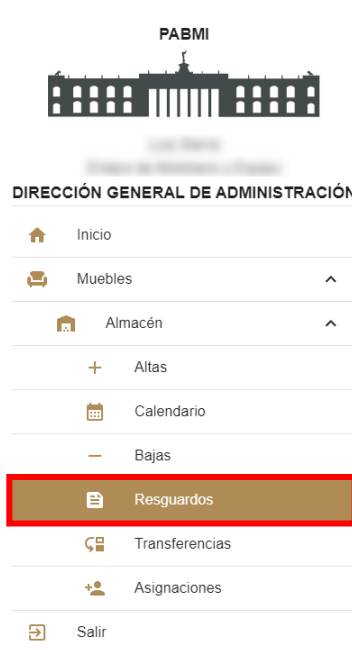 PABMI
DIRECCIÓN GENERAL DE ADMINISTRACIÓN
Inicio
Muebles
Almacén
Altas
Calendario
Bajas
Resguardos
Transferencias
Asignaciones
Salir